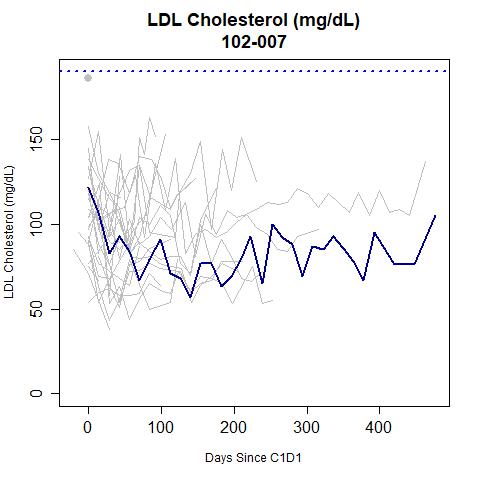 LDL Cholesterol (mg/dL)
102-007
LDL Cholesterol (mg/dL)
150
100
50
0
0 100 200 300 400
Days Since C1D1